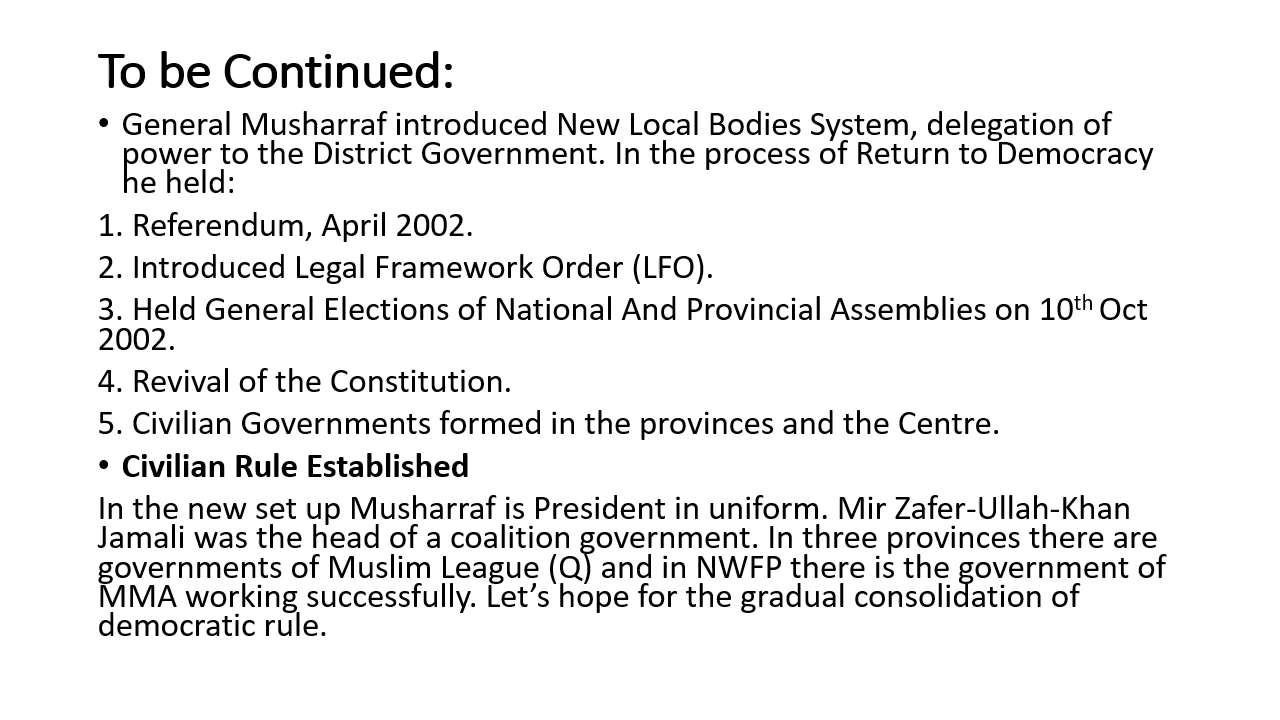 To be Continued:
• General Musharraf introduced New Local Bodies System, delegation of
power to the District Government. In the process of Return to Democracy
he held:
1. Referendum, April 2002.
2. Introduced Legal Framework Order (LFO).
3. Held General Elections of National And Provincial Assemblies on 10th Oct
2002.
4. Revival of the Constitution.
5. Civilian Governments formed in the provinces and the Centre.
• Civilian Rule Established
In the new set up Musharraf is President in uniform. Mir Zafer-Ullah-Khan
Jamali was the head of a coalition government. In three provinces there are
governments of Muslim League (Q) and in NWFP there is the government of
MMA working successfully. Let’s hope for the gradual consolidation of
democratic rule.